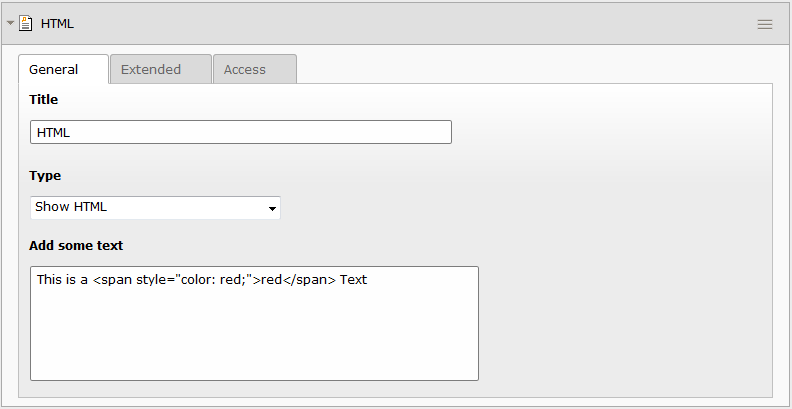 HTML
General Extended Access
Title
HTML
Type
Show HTML
Add some text
This is a <span style="color: red;">red</span> Text